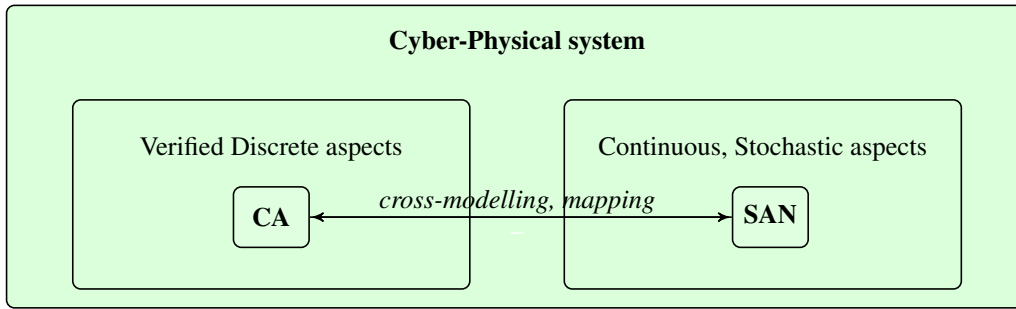 Cyber-Physical system
Verified Discrete aspects
Continuous, Stochastic aspects
cross-modelling, mapping
CA
SAN